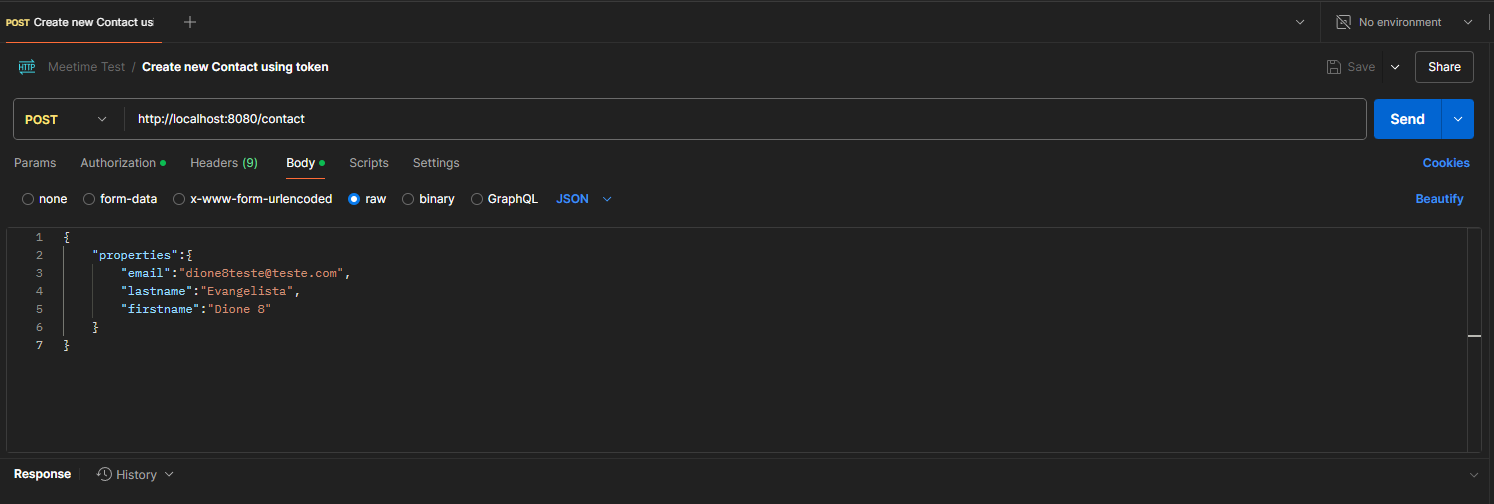 POST Create new Contact usi
No environment
HTTP Meetime Test / Create new Contact using token
Save Share
POST http://localhost:8080/contact Send
Params Authorization Headers (9) Body Scripts Settings Cookies
none form-data x-www-form-urlencoded raw binary GraphQL JSON Beautify
1 {
2 "properties":{
3 "email":"dione8teste@teste.com",
4 "lastname":"Evangelista",
5 "firstname":"Dione 8"
6 }
7 }
Response History